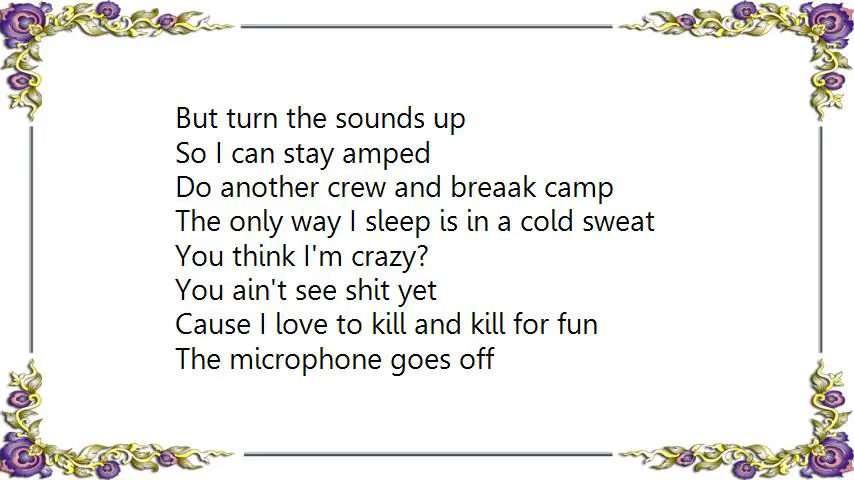 But turn the sounds up
So I can stay amped
Do another crew and breaak camp
The only way I sleep is in a cold sweat
You think I'm crazy?
You ain't see shit yet
Cause I love to kill and kill for fun
The microphone goes off